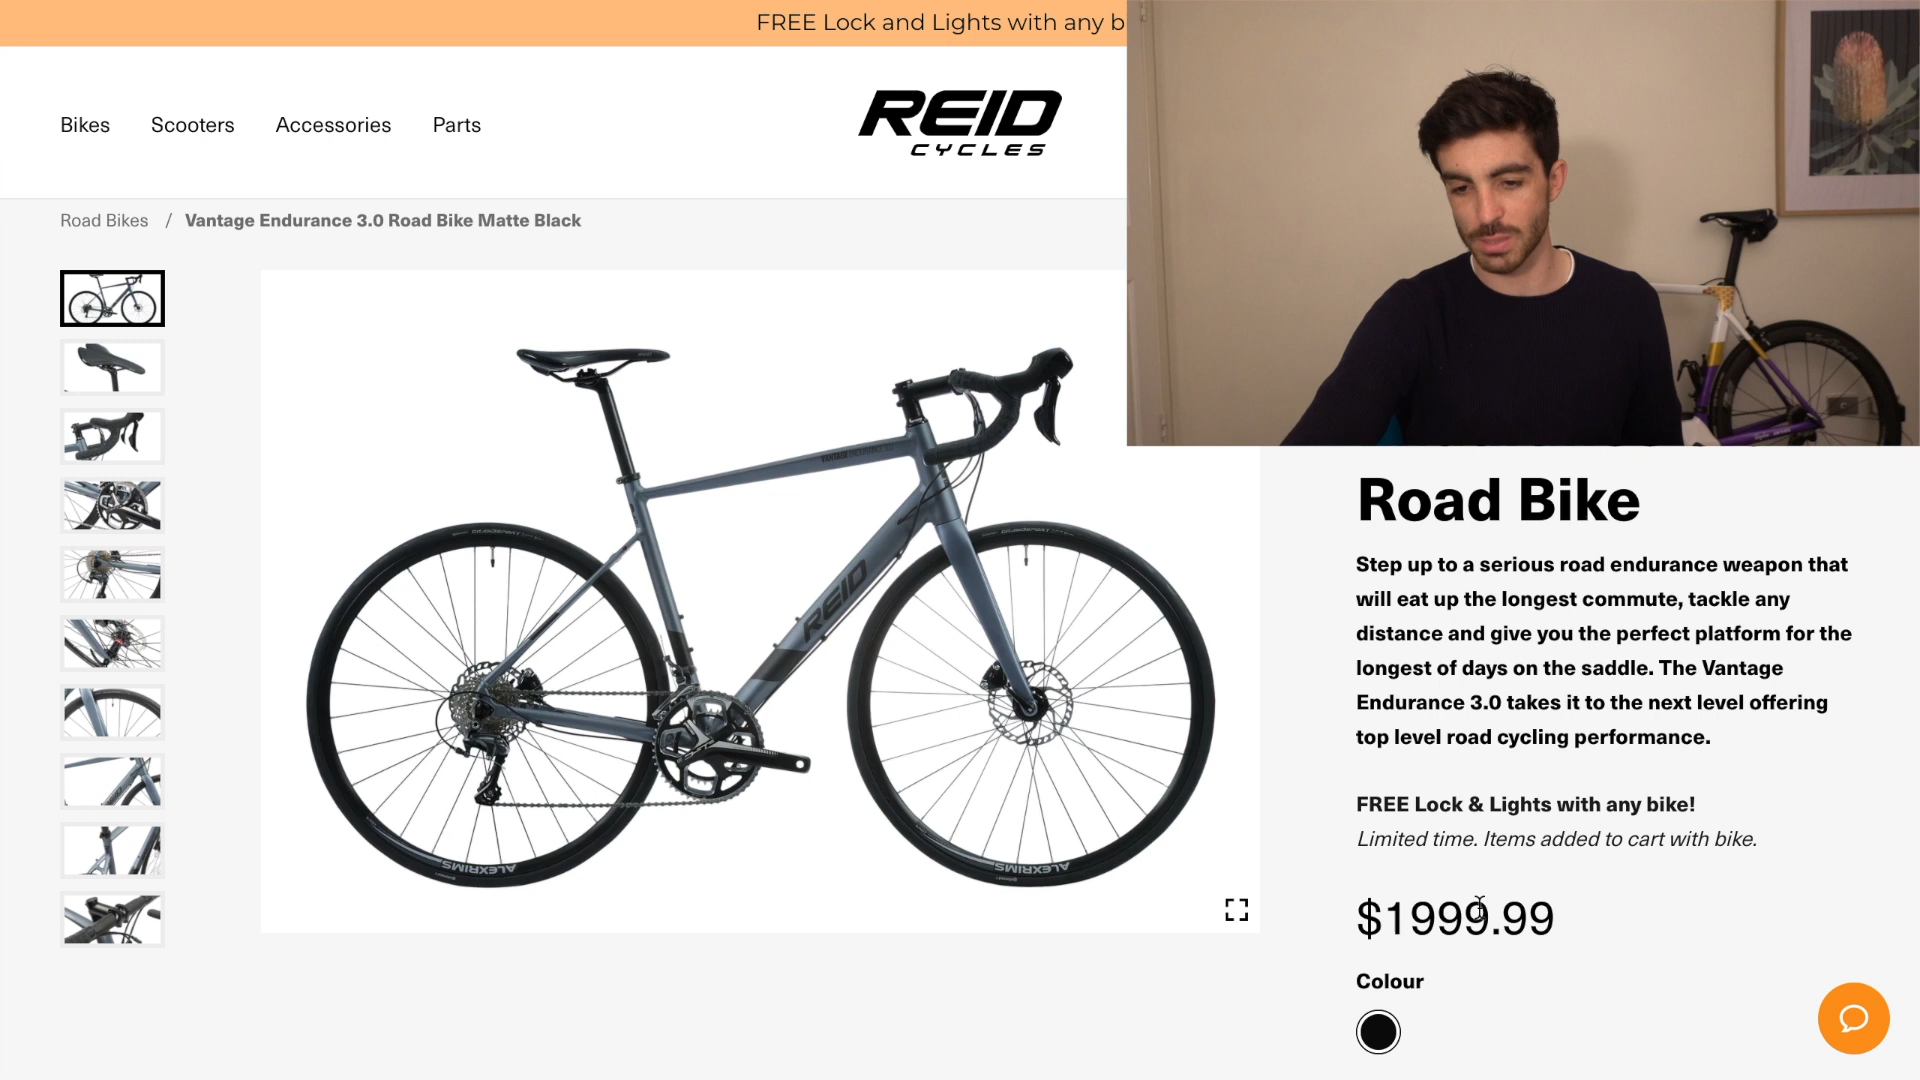 FREE Lock and Lights with any b
Bikes
Scooters
Accessories
Parts
REID
CYCLES
Road Bikes / Vantage Endurance 3.0 Road Bike Matte Black
REID
ALEXRIMS
ALEXRIMS
Road Bike
Step up to a serious road endurance weapon that
will eat up the longest commute, tackle any
distance and give you the perfect platform for the
longest of days on the saddle. The Vantage
Endurance 3.0 takes it to the next level offering
top level road cycling performance.
FREE Lock & Lights with any bike!
Limited time. Items added to cart with bike.
$1999.99
Colour